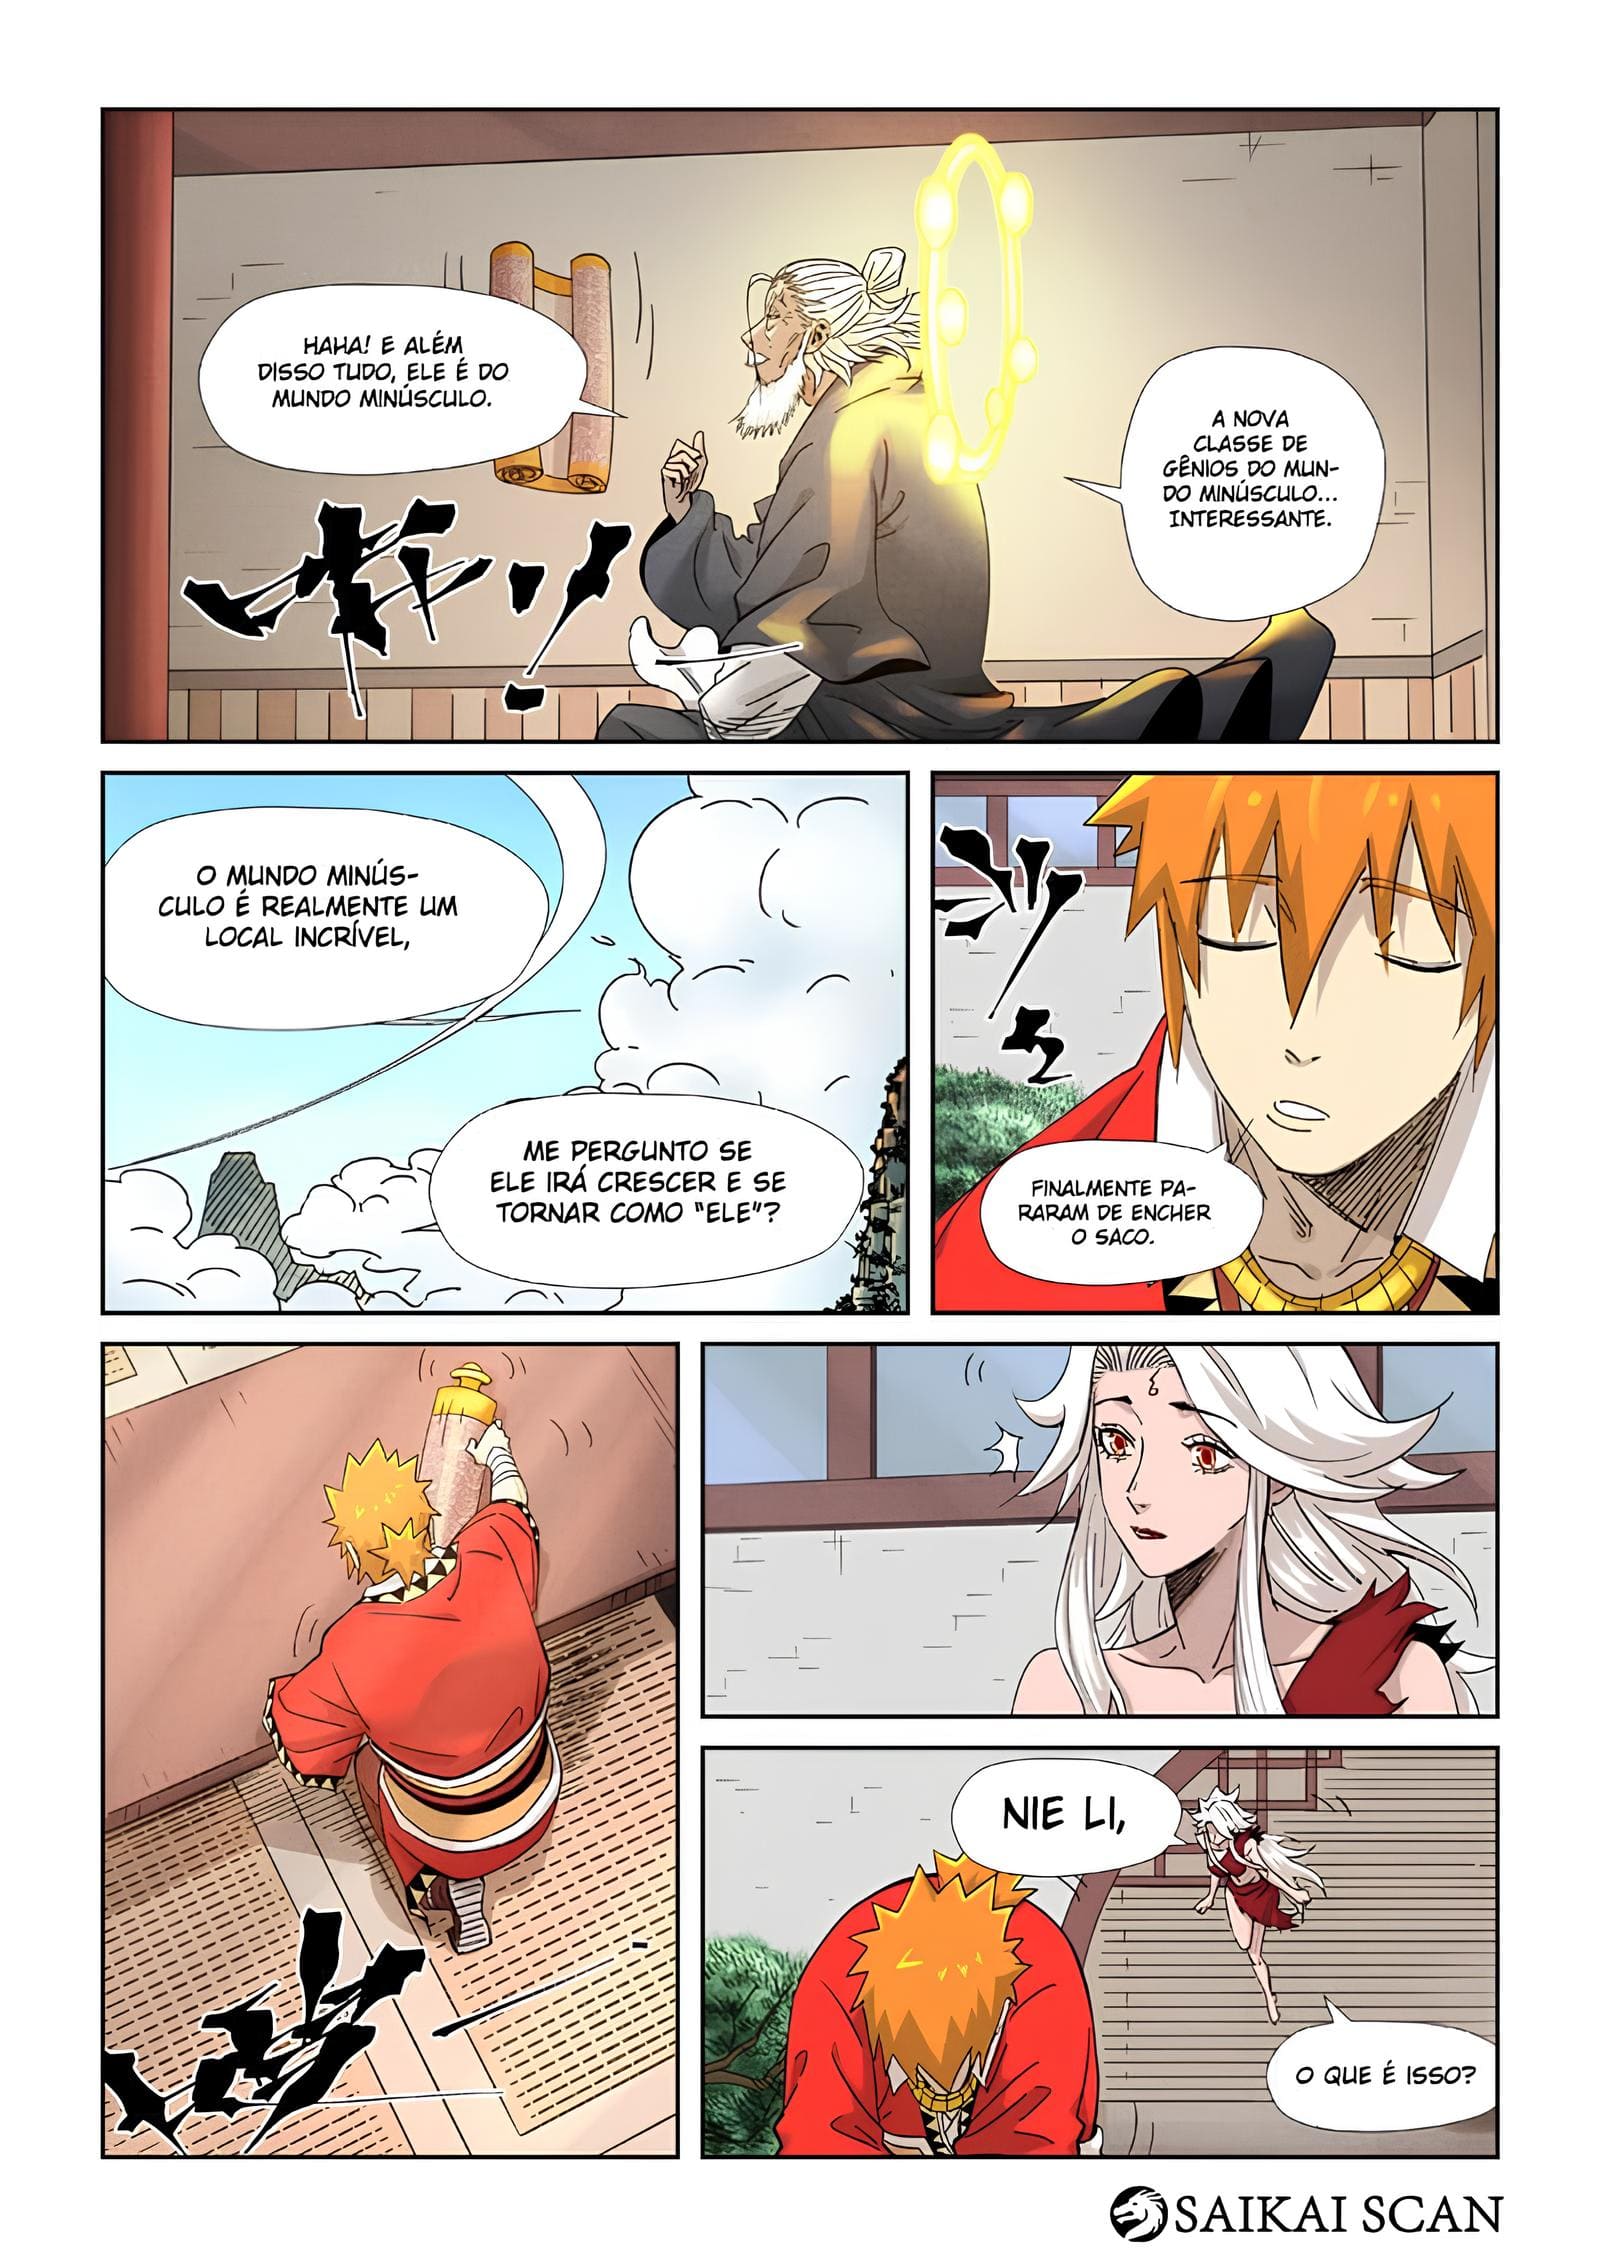 HAHA! E ALÉM
DISSO TUDO, ELE É DO
MUNDO MINÚSCULO.
A NOVA
CLASSE DE
GÊNIOS DO MUN-
DO MINÚSCULO...
INTERESSANTE.
O MUNDO MINÚS-
CULO É REALMENTE UM
LOCAL INCRÍVEL,
ME PERGUNTO SE
ELE IRÁ CRESCER E SE
TORNAR COMO "ELE"?
FINALMENTE PA-
RARAM DE ENCHER
O SACO.
NIE LI,
O QUE É ISSO?
SAIKAI SCAN